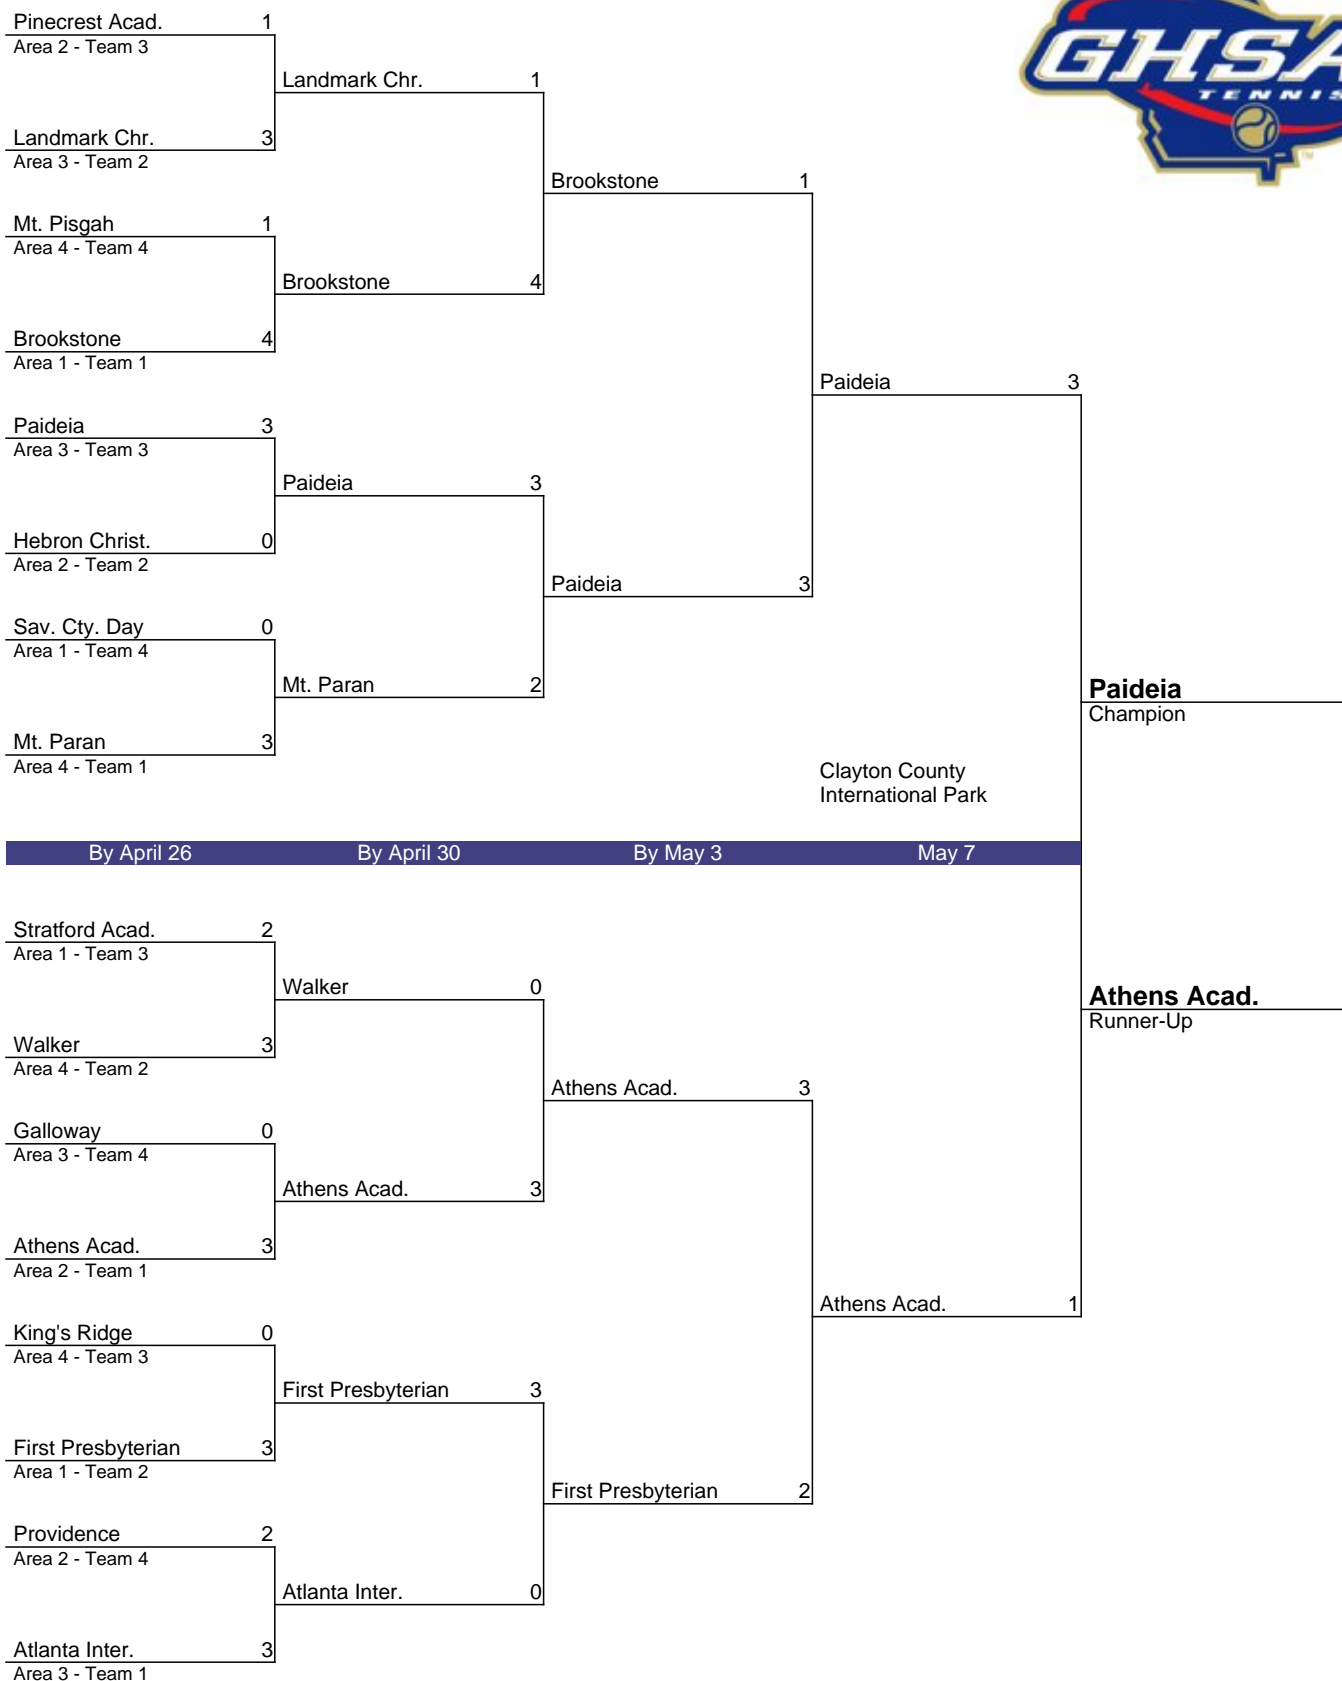 GHSA
TENNIS
Pinecrest Acad. 1
Area 2 - Team 3
Landmark Chr. 1
Landmark Chr. 3
Area 3 - Team 2
Brookstone 1
Mt. Pisgah 1
Area 4 - Team 4
Brookstone 4
Brookstone 4
Area 1 - Team 1
Paideia 3
Paideia 3
Area 3 - Team 3
Paideia 3
Hebron Christ. 0
Area 2 - Team 2
Paideia 3
Sav. Cty. Day 0
Area 1 - Team 4
Mt. Paran 2
Paideia
Champion
Mt. Paran 3
Area 4 - Team 1
Clayton County
International Park
By April 26 By April 30 By May 3 May 7
Stratford Acad. 2
Area 1 - Team 3
Walker 0
Athens Acad.
Runner-Up
Walker 3
Area 4 - Team 2
Athens Acad. 3
Galloway 0
Area 3 - Team 4
Athens Acad. 3
Athens Acad. 3
Area 2 - Team 1
Athens Acad. 1
King's Ridge 0
Area 4 - Team 3
First Presbyterian 3
First Presbyterian 3
Area 1 - Team 2
First Presbyterian 2
Providence 2
Area 2 - Team 4
Atlanta Inter. 0
Atlanta Inter. 3
Area 3 - Team 1